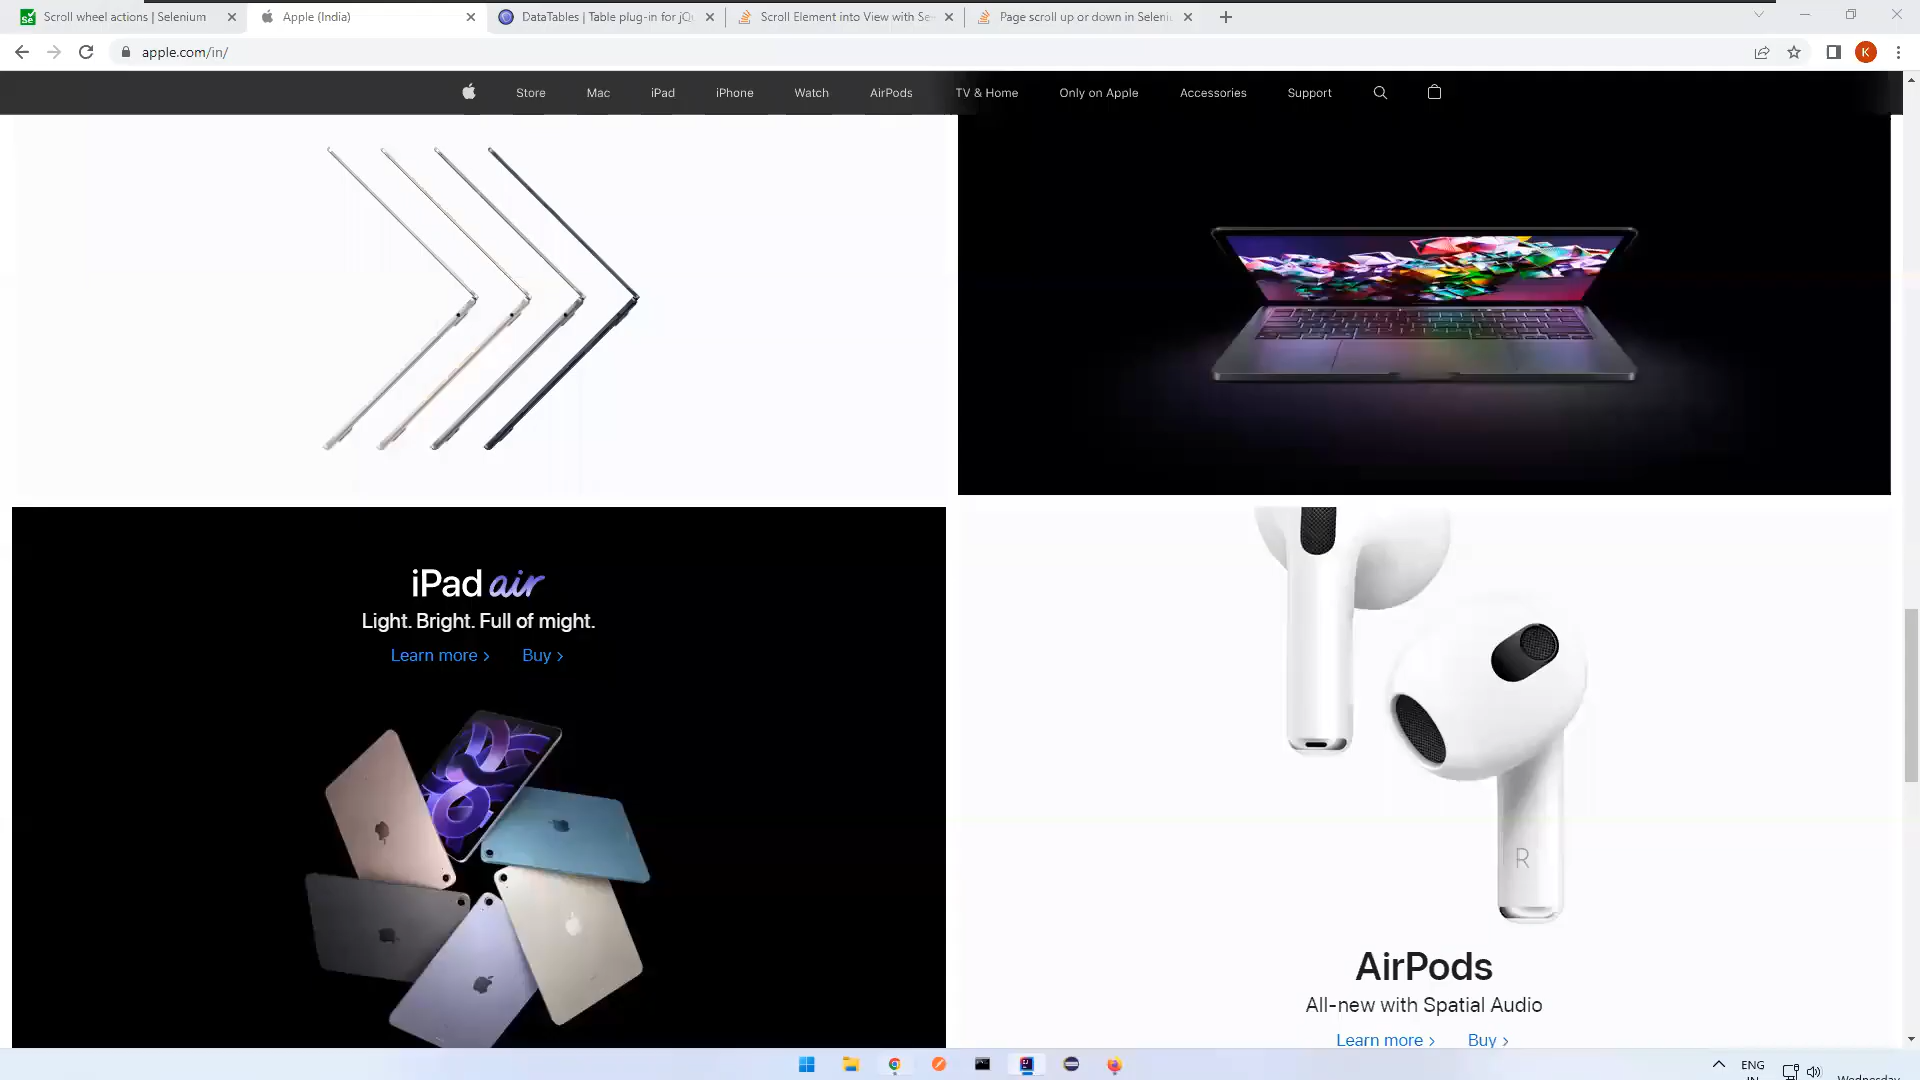 Scroll wheel actions | Selenium
Apple (India)
DataTables | Table plug-in for jQu
Scroll Element into View with Se
Page scroll up or down in Seleniu
apple.com/in/
K
Store Mac iPad iPhone Watch AirPods TV & Home Only on Apple Accessories Support
iPad air
Light. Bright. Full of might.
Learn more > Buy >
R
AirPods
All-new with Spatial Audio
Learn more > Buy >
ENG
IN
Wednesday